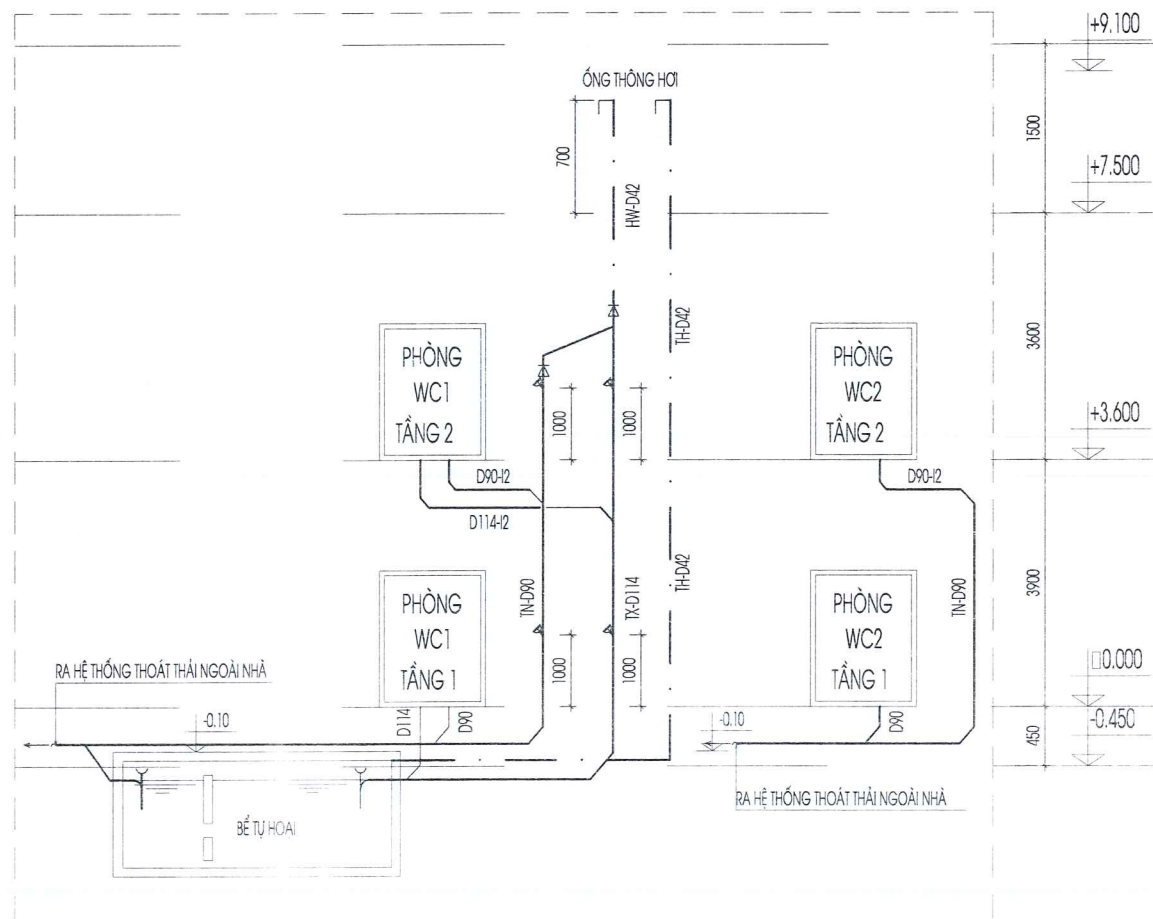 +9.100
ỐNG THÔNG HƠI
1500
700
+7.500
HW-D42
TH-D42
3600
PHÒNG
WC1
TẦNG 2
1000
1000
PHÒNG
WC2
TẦNG 2
+3.600
D90-I2
D114-I2
D90-I2
TN-D90
TX-D114
TH-D42
TN-D90
3900
PHÒNG
WC1
TẦNG 1
1000
1000
PHÒNG
WC2
TẦNG 1
RA HỆ THỐNG THOÁT THẢI NGOÀI NHÀ
0.000
-0.10
D114
D90
-0.10
D90
-0.450
450
RA HỆ THỐNG THOÁT THẢI NGOÀI NHÀ
BỂ TỰ HOẠI